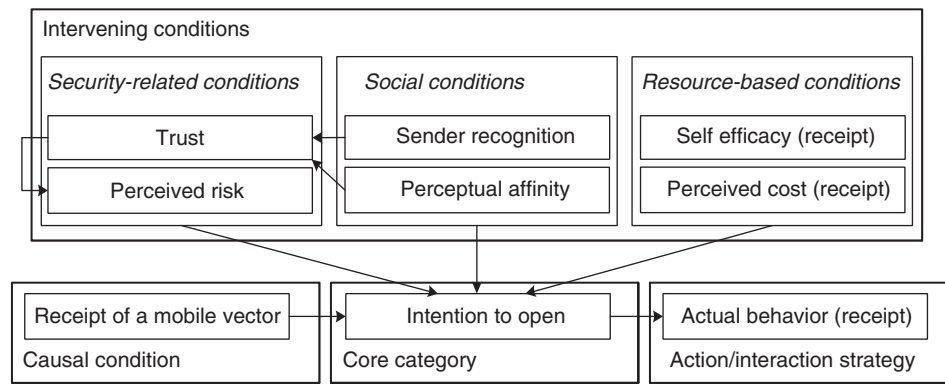 Intervening conditions
Security-related conditions
Trust
Perceived risk
Social conditions
Sender recognition
Perceptual affinity
Resource-based conditions
Self efficacy (receipt)
Perceived cost (receipt)
Receipt of a mobile vector
Causal condition
Intention to open
Core category
Actual behavior (receipt)
Action/interaction strategy